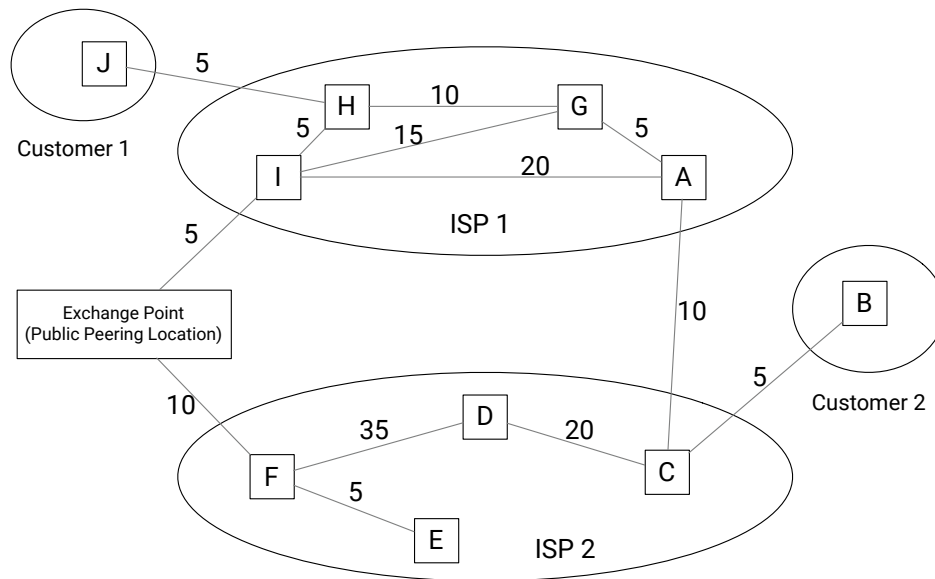 J
5
Customer 1
H
10
G
5
15
5
I
20
A
ISP 1
5
Exchange Point
(Public Peering Location)
10
B
5
Customer 2
10
D
35
20
F
C
5
E
ISP 2